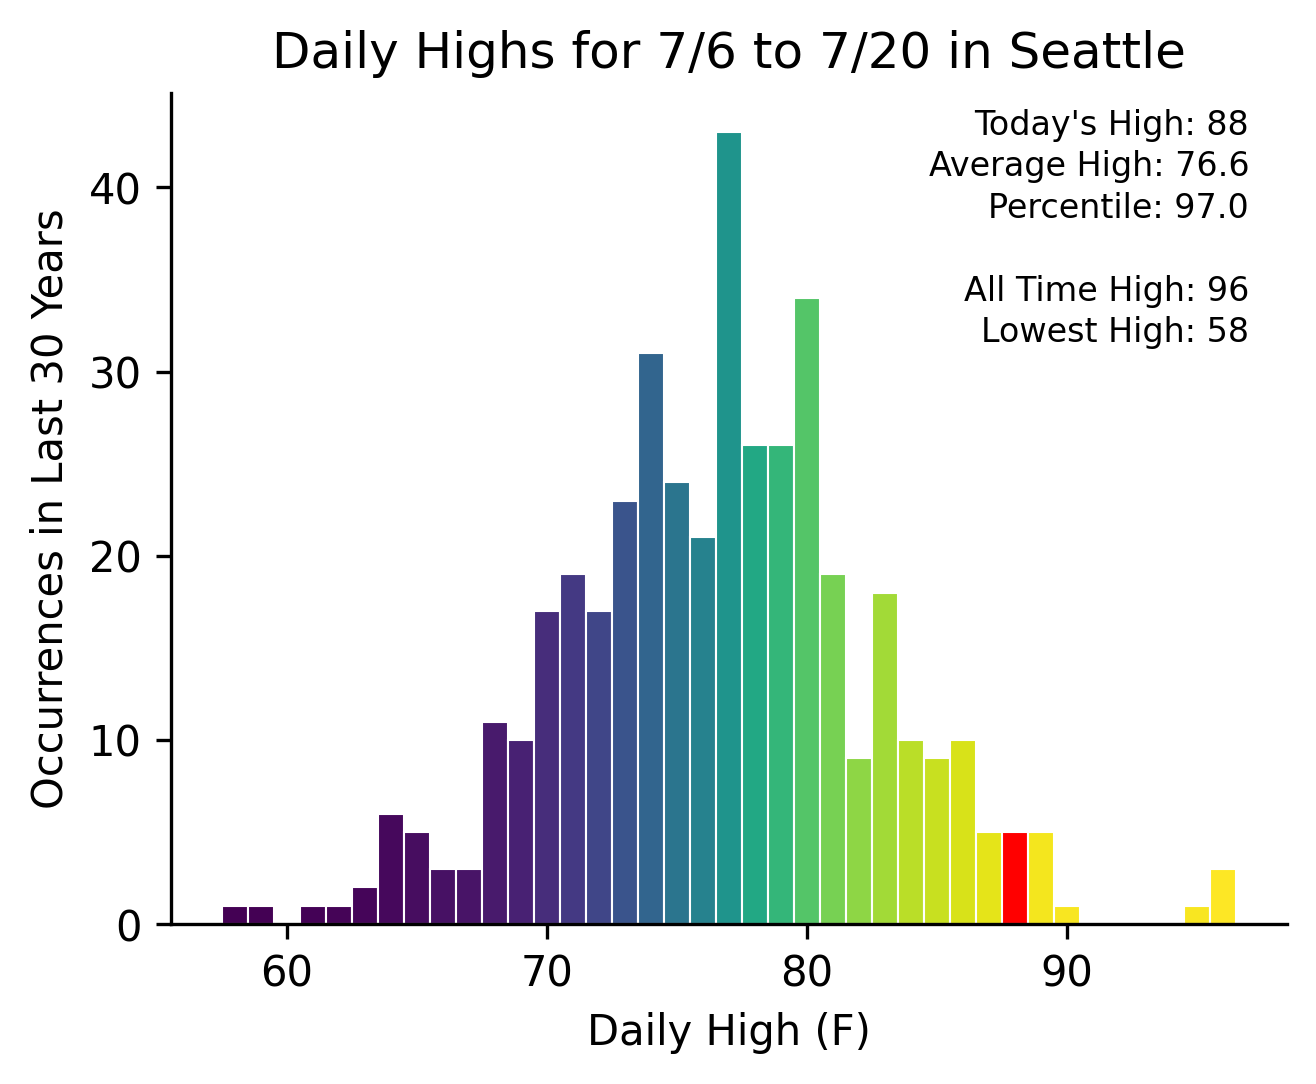 Daily Highs for 7/6 to 7/20 in Seattle
Today's High: 88
Average High: 76.6
Percentile: 97.0
All Time High: 96
Lowest High: 58
Occurrences in Last 30 Years
40
30
20
10
0
60 70 80 90
Daily High (F)